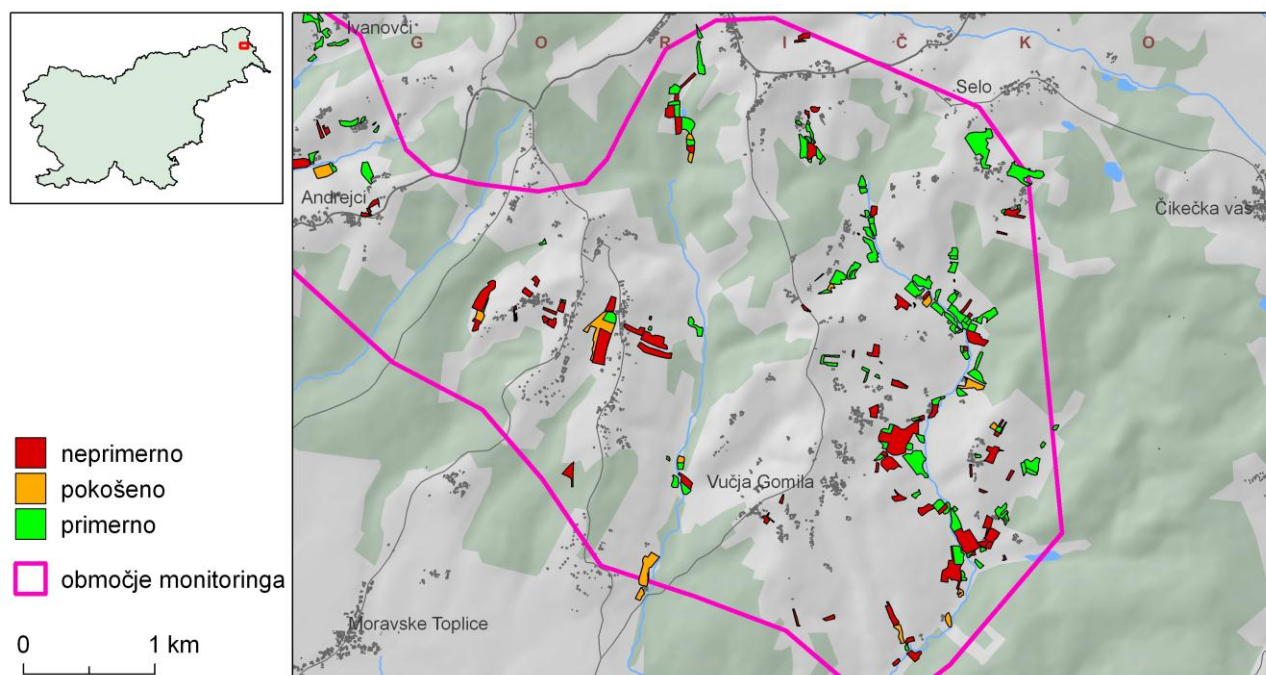 Ivanovci
G O R I Č K O
Selo
Andrejci
Čikečka vas
Vučja Gomila
Moravske Toplice
neprimerno
pokošeno
primerno
območje monitoringa
0 1 km